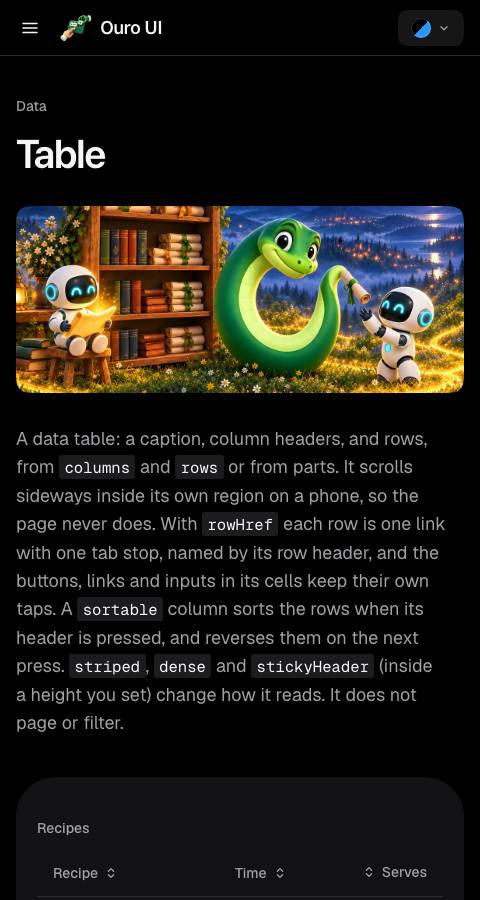 Ouro UI
Data
Table
A data table: a caption, column headers, and rows,
from columns and rows or from parts. It scrolls
sideways inside its own region on a phone, so the
page never does. With rowHref each row is one link
with one tab stop, named by its row header, and the
buttons, links and inputs in its cells keep their own
taps. A sortable column sorts the rows when its
header is pressed, and reverses them on the next
press. striped, dense and stickyHeader (inside
a height you set) change how it reads. It does not
page or filter.
Recipes
Recipe Time Serves